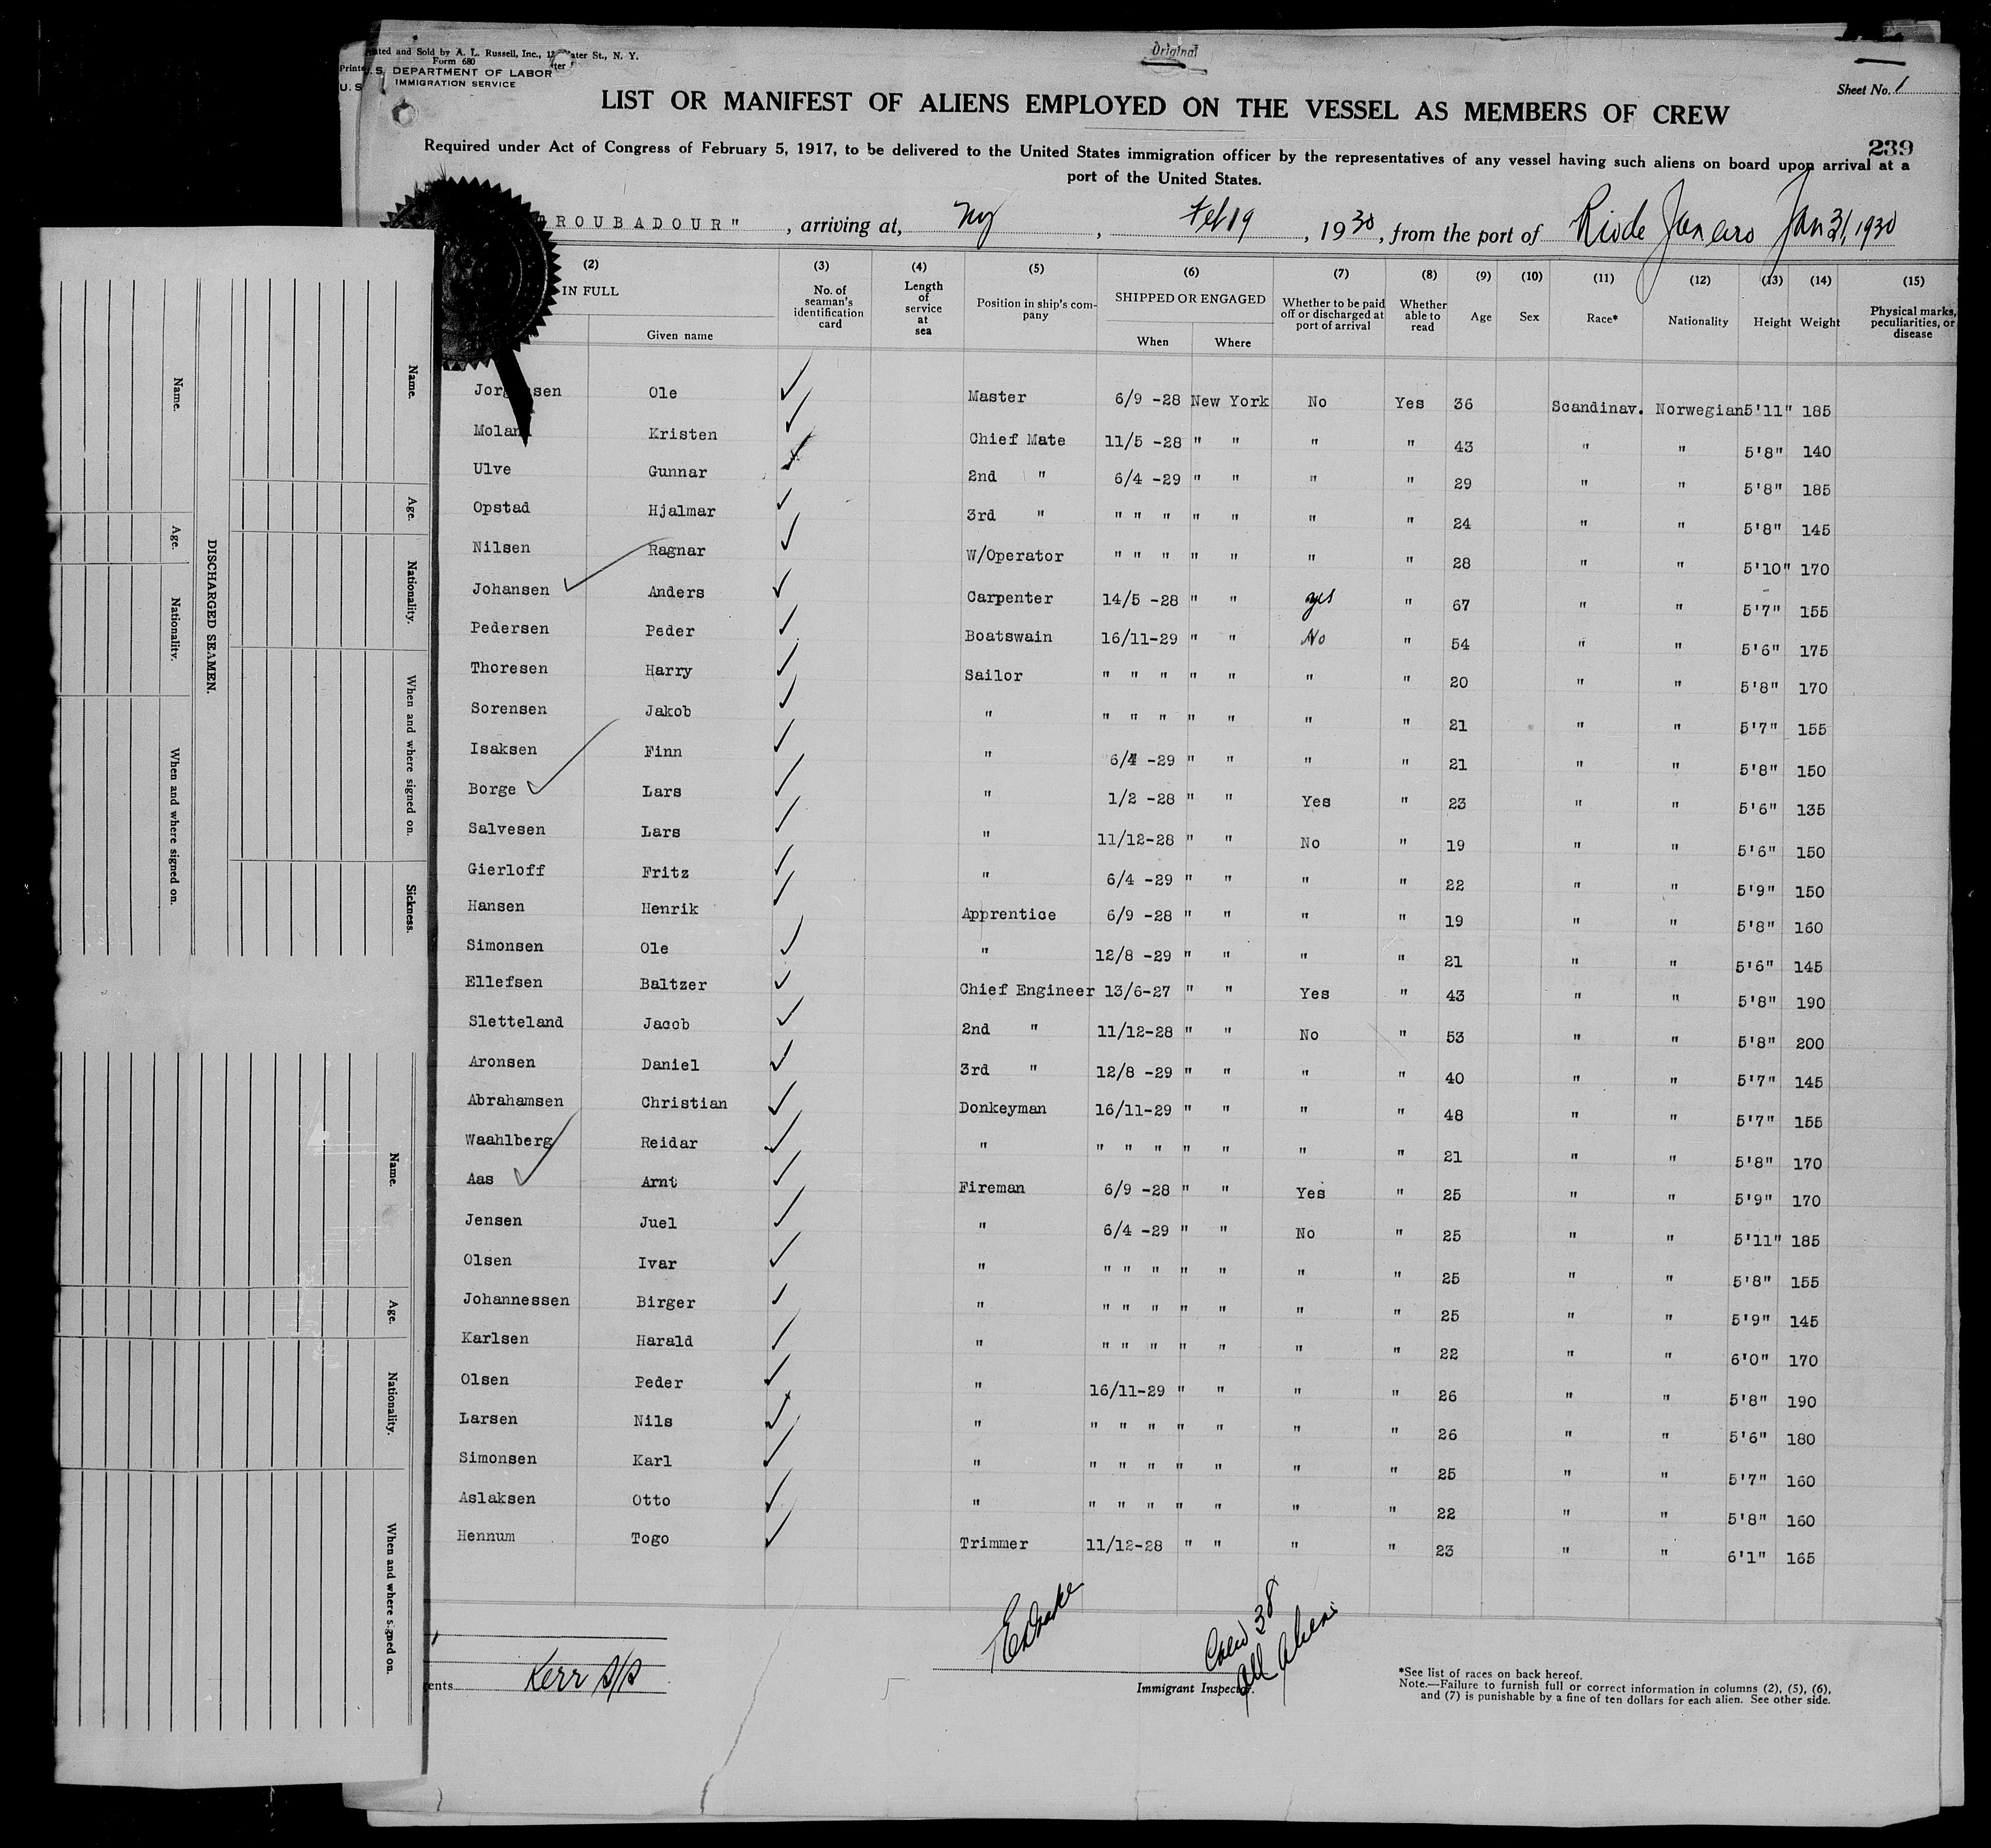 Original
nted and Sold by A. L. Russell, Inc., ater St., N. Y.
Form 680
U. S. DEPARTMENT OF LABOR
IMMIGRATION SERVICE
Sheet No. 1
LIST OR MANIFEST OF ALIENS EMPLOYED ON THE VESSEL AS MEMBERS OF CREW
239
Required under Act of Congress of February 5, 1917, to be delivered to the United States immigration officer by the representatives of any vessel having such aliens on board upon arrival at a
port of the United States.
ROUBADOUR" , arriving at, NY , Feb 19 , 1930, from the port of Rio de Janaro Jan 31, 1930
(2) (3) (4) (5) (6) (7) (8) (9) (10) (11) (12) (13) (14) (15)
IN FULL No. of seaman's identification card Length of service at sea Position in ship's company SHIPPED OR ENGAGED Whether to be paid off or discharged at port of arrival Whether able to read Age Sex Race* Nationality Height Weight Physical marks, peculiarities, or disease
Given name When Where
Jorgensen Ole Master 6/9 -28 New York No Yes 36 Scandinav. Norwegian 5'11" 185
Moland Kristen Chief Mate 11/5 -28 " " " " 43 " " 5'8" 140
Ulve Gunnar 2nd " 6/4 -29 " " " " 29 " " 5'8" 185
Opstad Hjalmar 3rd " " " " " " " " 24 " " 5'8" 145
Nilsen Ragnar W/Operator " " " " " " " 28 " " 5'10" 170
Johansen Anders Carpenter 14/5 -28 " " yes " 67 " " 5'7" 155
Pedersen Peder Boatswain 16/11-29 " " No " 54 " " 5'6" 175
Thoresen Harry Sailor " " " " " " " 20 " " 5'8" 170
Sorensen Jakob " " " " " " " " 21 " " 5'7" 155
Isaksen Finn " 6/4 -29 " " " " 21 " " 5'8" 150
Borge Lars " 1/2 -28 " " Yes " 23 " " 5'6" 135
Salvesen Lars " 11/12-28 " " No " 19 " " 5'6" 150
Gierloff Fritz " 6/4 -29 " " " " 22 " " 5'9" 150
Hansen Henrik Apprentice 6/9 -28 " " " " 19 " " 5'8" 160
Simonsen Ole " 12/8 -29 " " " " 21 " " 5'6" 145
Ellefsen Baltzer Chief Engineer 13/6-27 " " Yes " 43 " " 5'8" 190
Sletteland Jacob 2nd " 11/12-28 " " No " 53 " " 5'8" 200
Aronsen Daniel 3rd " 12/8 -29 " " " " 40 " " 5'7" 145
Abrahamsen Christian Donkeyman 16/11-29 " " " " 48 " " 5'7" 155
Waahlberg Reidar " " " " " " " " 21 " " 5'8" 170
Aas Arnt Fireman 6/9 -28 " " Yes " 25 " " 5'9" 170
Jensen Juel " 6/4 -29 " " No " 25 " " 5'11" 185
Olsen Ivar " " " " " " " " 25 " " 5'8" 155
Johannessen Birger " " " " " " " " 25 " " 5'9" 145
Karlsen Harald " " " " " " " " 22 " " 6'0" 170
Olsen Peder " 16/11-29 " " " " 26 " " 5'8" 190
Larsen Nils " " " " " " " " 26 " " 5'6" 180
Simonsen Karl " " " " " " " " 25 " " 5'7" 160
Aslaksen Otto " " " " " " " " 22 " " 5'8" 160
Hennum Togo Trimmer 11/12-28 " " " " 23 " " 6'1" 165
Crew 38
All Aliens
ents Kerr S/S
Immigrant Inspector.
*See list of races on back hereof.
Note.—Failure to furnish full or correct information in columns (2), (5), (6),
and (7) is punishable by a fine of ten dollars for each alien. See other side.
DISCHARGED SEAMEN.
Name. Age. Nationality. When and where signed on. Sickness.
Name. Age. Nationality. When and where signed on.
Name. Age. Nationality. When and where signed on.